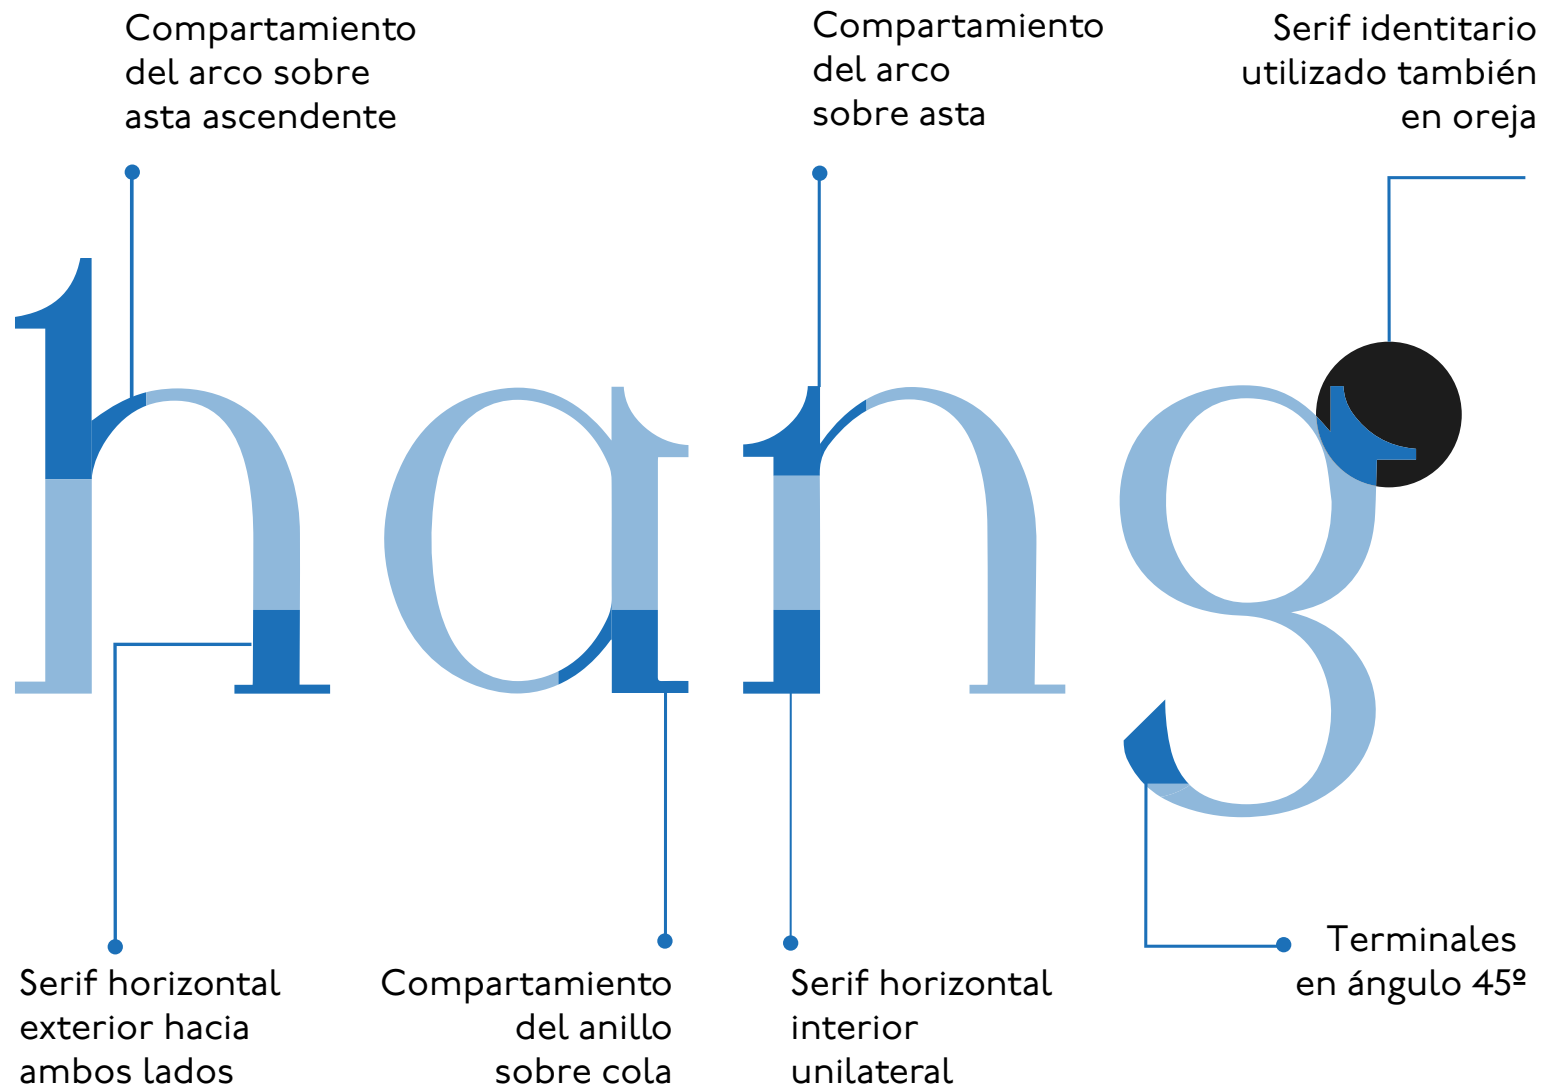 Compartamiento
del arco sobre
asta ascendente
Compartamiento
del arco
sobre asta
Serif identitario
utilizado también
en oreja
hang
Serif horizontal
exterior hacia
ambos lados
Compartamiento
del anillo
sobre cola
Serif horizontal
interior
unilateral
Terminales
en ángulo 45º